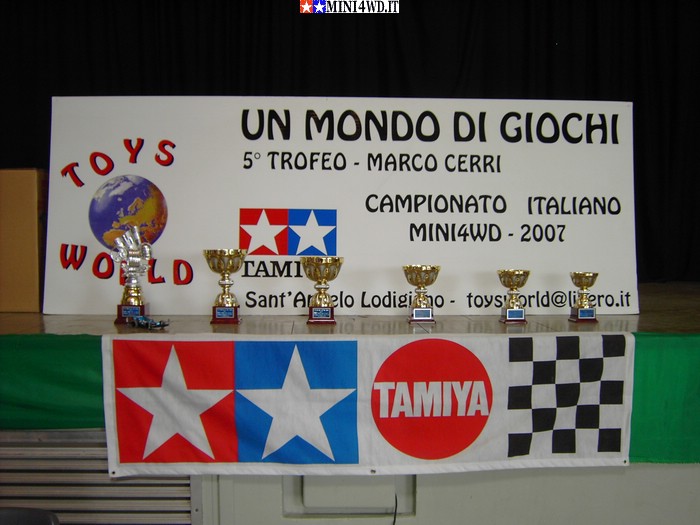 MINI4WD.IT
TOYS
WORLD
UN MONDO DI GIOCHI
5° TROFEO - MARCO CERRI
CAMPIONATO ITALIANO
MINI4WD - 2007
Sant'Angelo Lodigiano - toysworld@libero.it
TAMIYA